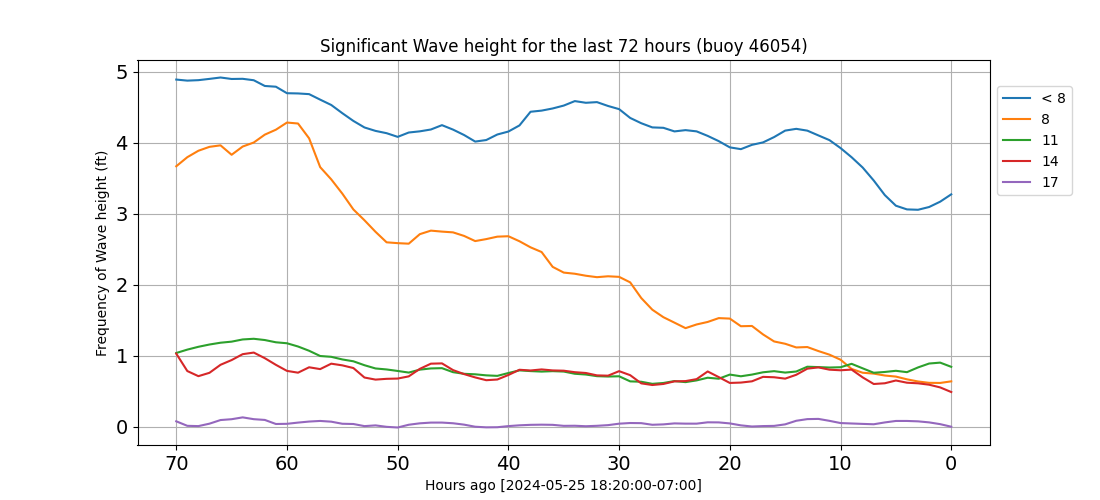 Significant Wave height for the last 72 hours (buoy 46054)
Frequency of Wave height (ft)
5
4
3
2
1
0
70 60 50 40 30 20 10 0
Hours ago [2024-05-25 18:20:00-07:00]
< 8
8
11
14
17